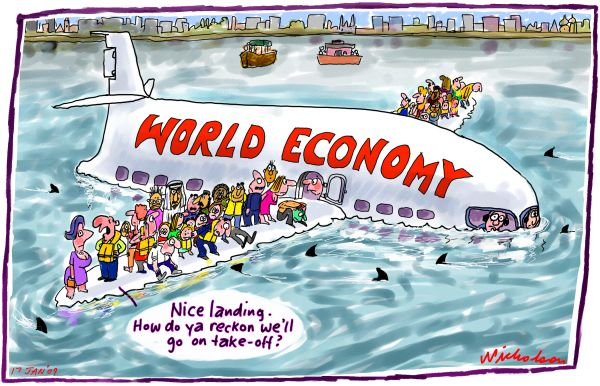 WORLD ECONOMY
Nice landing.
How do ya reckon we'll
go on take-off?
17 JAN '09
Nicholson